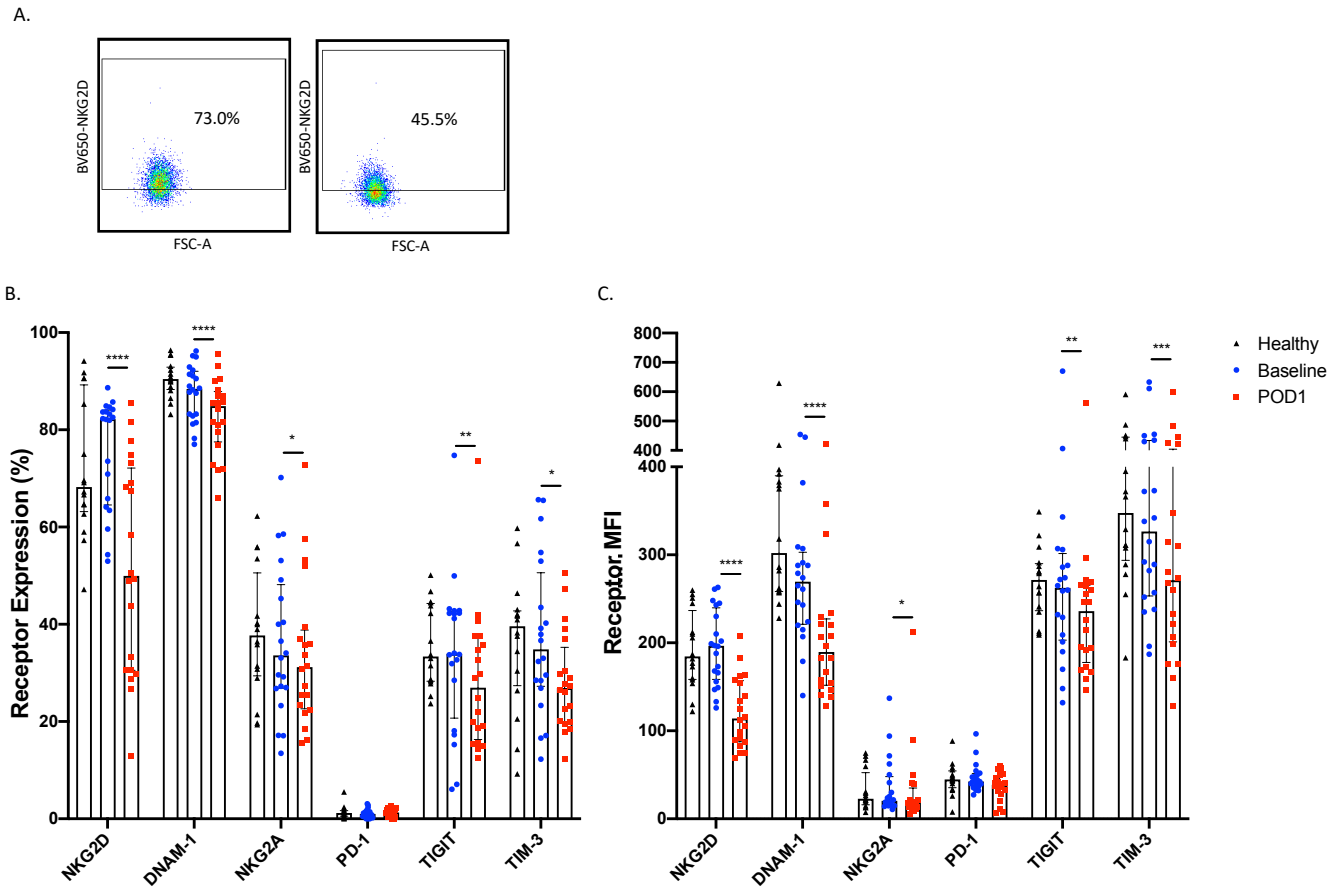 A.
BV650-NKG2D
73.0%
FSC-A
BV650-NKG2D
45.5%
FSC-A
B.
Receptor Expression (%)
100
80
60
40
20
0
****
****
*
**
*
NKG2D
DNAM-1
NKG2A
PD-1
TIGIT
TIM-3
C.
Receptor MFI
800
700
600
500
400
400
300
200
100
0
****
****
*
**
***
NKG2D
DNAM-1
NKG2A
PD-1
TIGIT
TIM-3
Healthy
Baseline
POD1